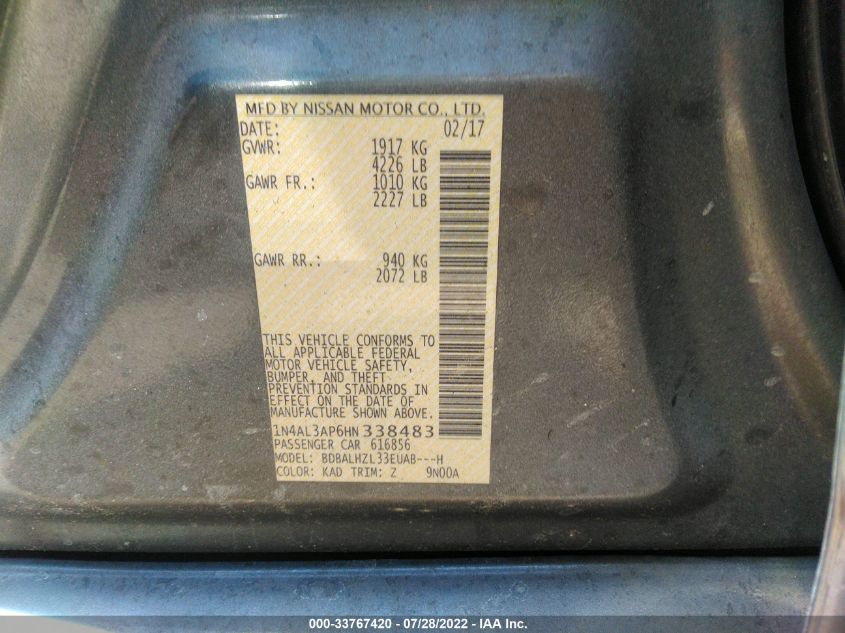 MFD BY NISSAN MOTOR CO., LTD.
DATE: 02/17
GVWR: 1917 KG
4226 LB
GAWR FR.: 1010 KG
2227 LB
GAWR RR.: 940 KG
2072 LB
THIS VEHICLE CONFORMS TO
ALL APPLICABLE FEDERAL
MOTOR VEHICLE SAFETY,
BUMPER, AND THEFT
PREVENTION STANDARDS IN
EFFECT ON THE DATE OF
MANUFACTURE SHOWN ABOVE.
1N4AL3AP6HN338483
PASSENGER CAR 616856
MODEL: BDBALHZL33EUAB---H
COLOR: KAD TRIM: Z 9N00A
000-33767420 - 07/28/2022 - IAA Inc.